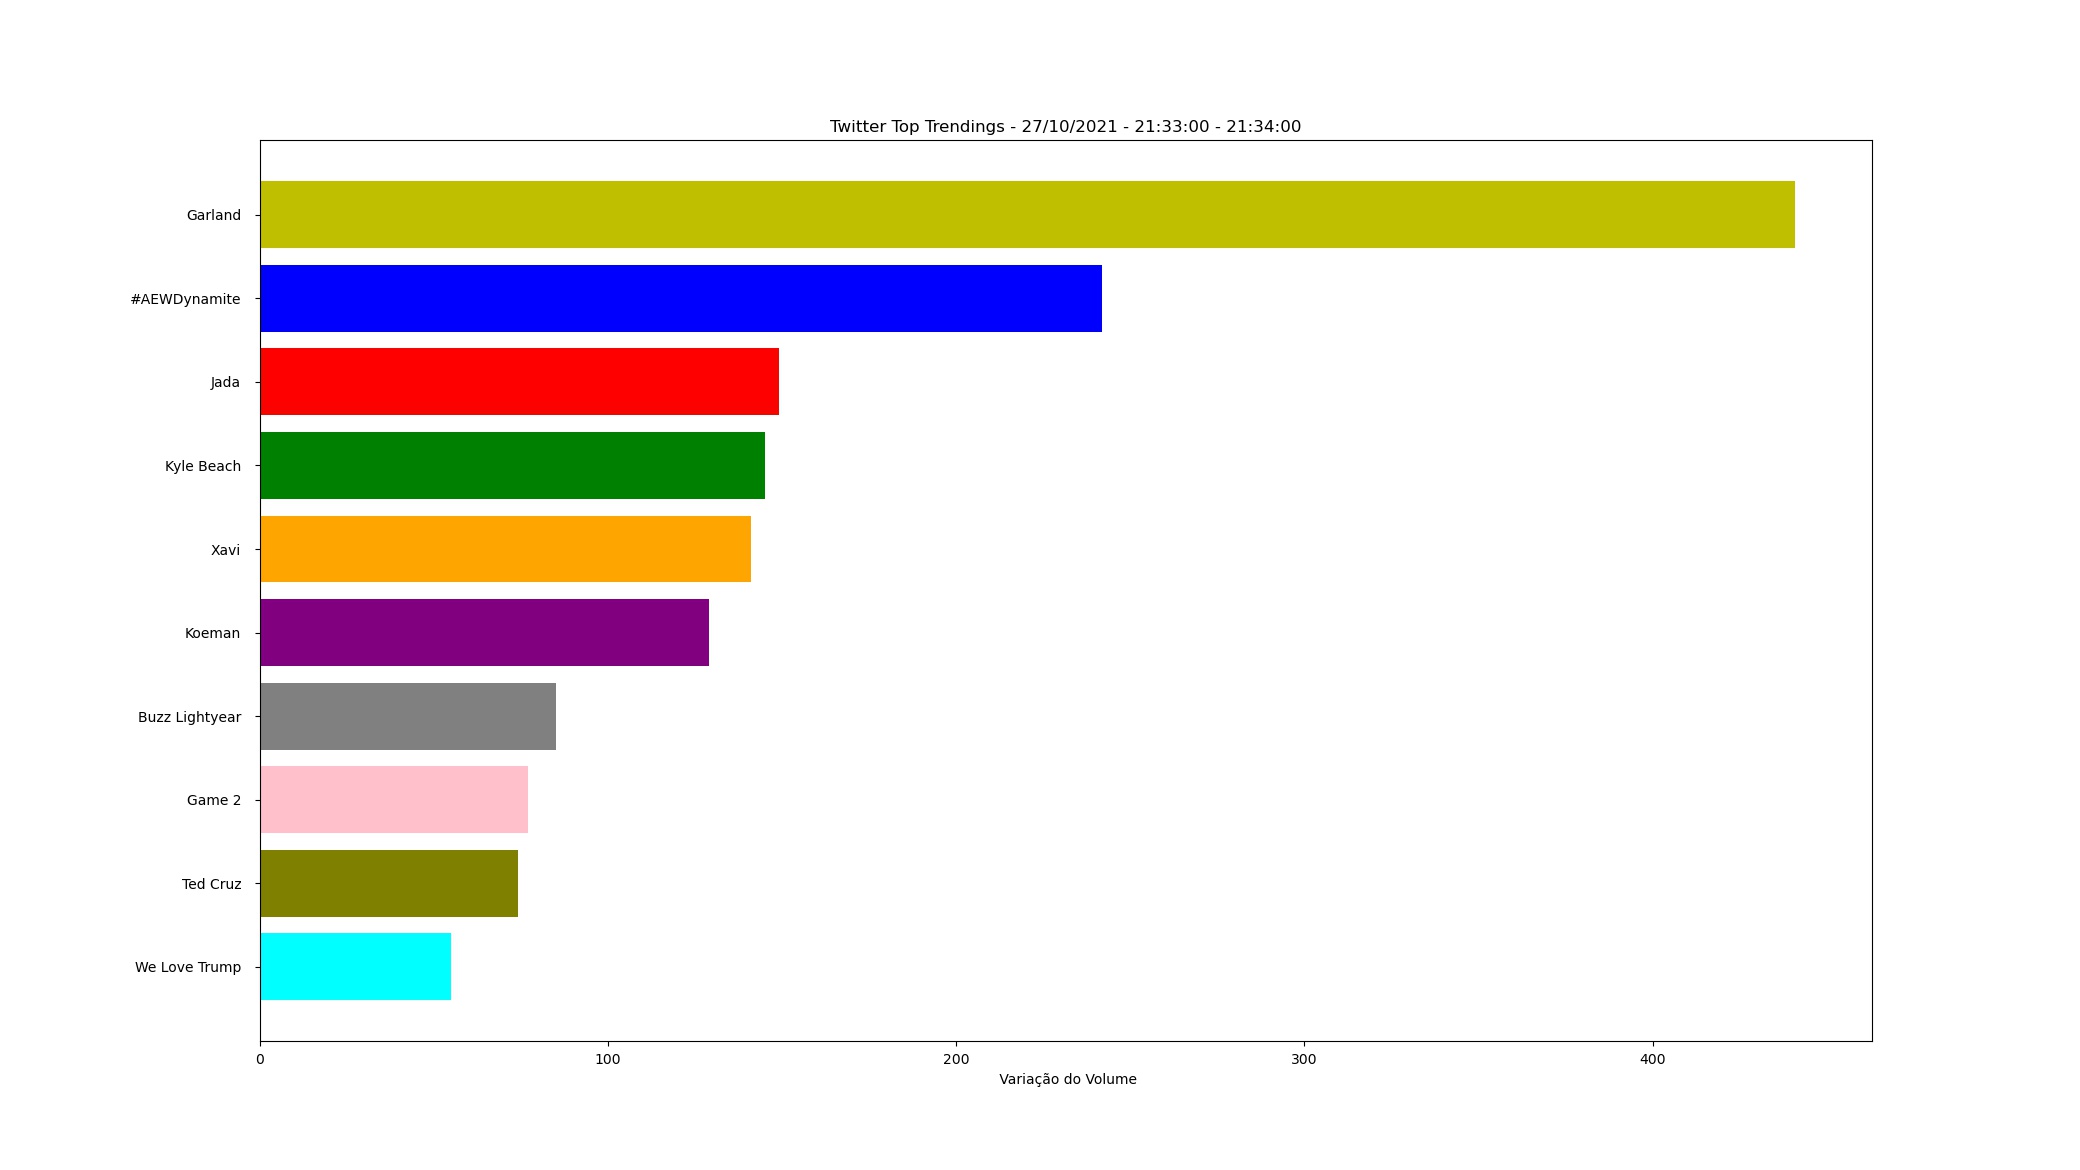 Twitter Top Trendings - 27/10/2021 - 21:33:00 - 21:34:00
Garland
#AEWDynamite
Jada
Kyle Beach
Xavi
Koeman
Buzz Lightyear
Game 2
Ted Cruz
We Love Trump
0 100 200 300 400
Variação do Volume